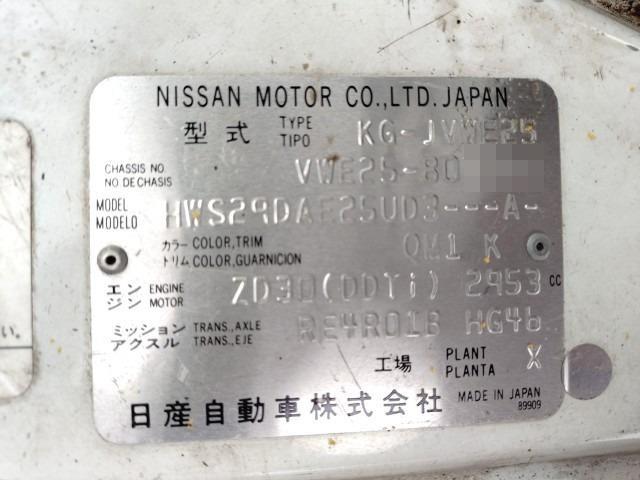 NISSAN MOTOR CO.,LTD. JAPAN
型式 TYPE TIPO KG-JVWE25
CHASSIS NO. NO DE CHASIS VWE25-80
MODEL MODELO HWS29DAE25UD3---A-
カラー COLOR,TRIM QM1 K
トリム COLOR,GUARNICION
エンジン ENGINE MOTOR ZD30(DDTi) 2953 cc
ミッション TRANS.,AXLE RE4R01B HG46
アクスル TRANS.,EJE
工場 PLANT PLANTA X
日産自動車株式会社 MADE IN JAPAN
89909
い。